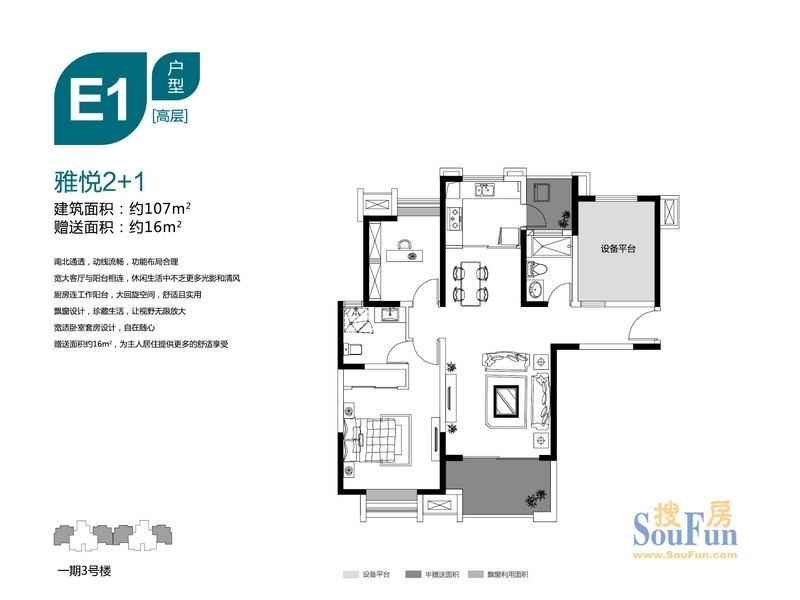 E1
户型
[高层]
雅悦2+1
建筑面积：约107m²
赠送面积：约16m²
南北通透，动线流畅，功能布局合理
宽大客厅与阳台相连，休闲生活中不乏更多光影和清风
厨房连工作阳台，大回旋空间，舒适且实用
飘窗设计，珍藏生活，让视野无限放大
宽适卧室套房设计，自在随心
赠送面积约16m²，为主人居住提供更多的舒适享受
设备平台
一期3号楼
设备平台
半赠送面积
飘窗利用面积
搜房
SouFun
www.SouFun.com